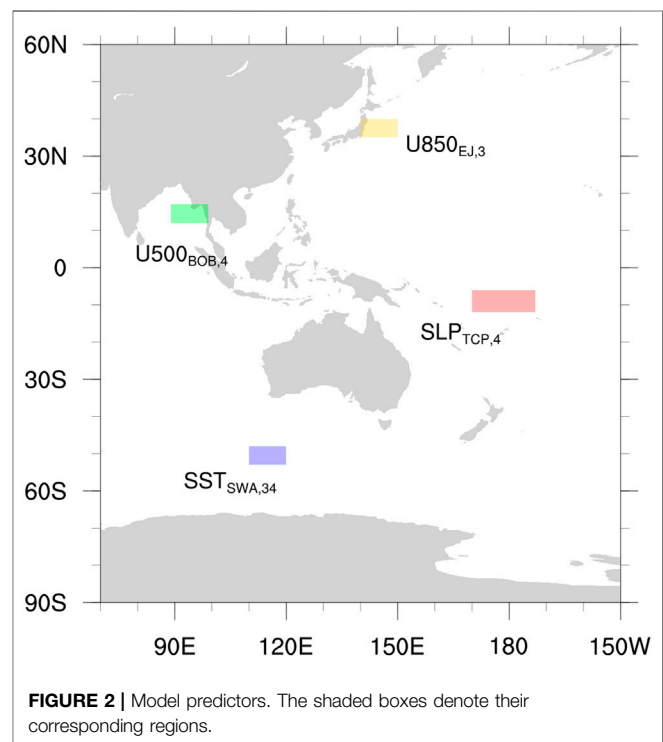 60N
30N
0
30S
60S
90S
U850EJ,3
U500BOB,4
SLPTCP,4
SSTSWA,34
90E 120E 150E 180 150W
FIGURE 2 | Model predictors. The shaded boxes denote their
corresponding regions.